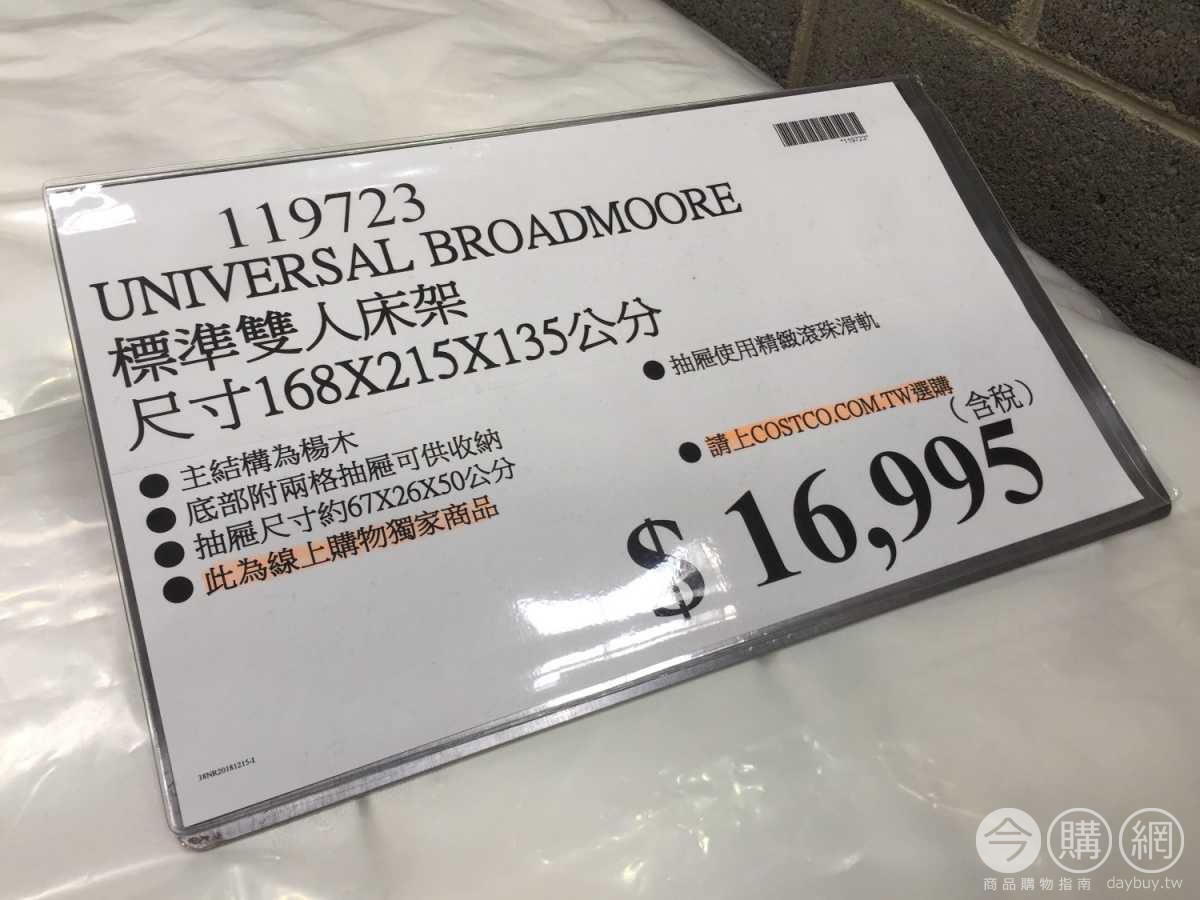 *119723*
119723
UNIVERSAL BROADMOORE
標準雙人床架
尺寸168X215X135公分
● 主結構為楊木
● 底部附兩格抽屜可供收納
● 抽屜尺寸約67X26X50公分
● 此為線上購物獨家商品
● 抽屜使用精緻滾珠滑軌
● 請上COSTCO.COM.TW選購
(含稅)
$ 16,995
18NR20181215-1
今購網
商品購物指南 daybuy.tw